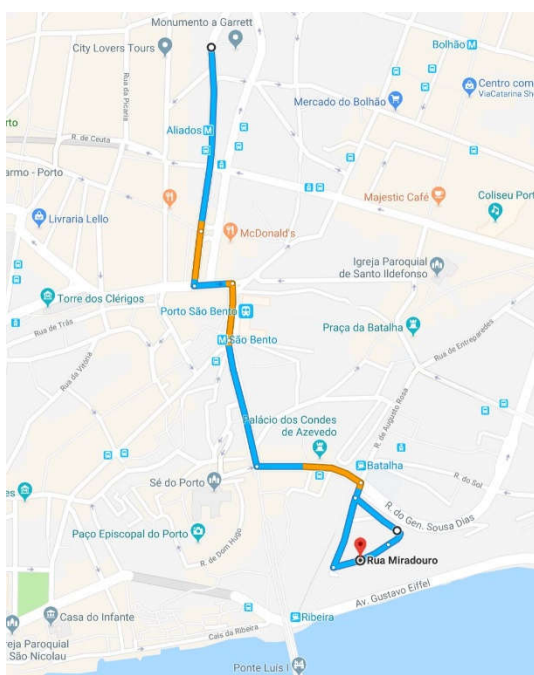 Monumento a Garrett
City Lovers Tours
Bolhão M
Rua da Picaria
Centro com
ViaCatarina Sho
Mercado do Bolhão
Aliados M
rto
R. de Ceuta
armo - Porto
Majestic Café
Coliseu Port
Livraria Lello
McDonald's
Igreja Paroquial
de Santo Ildefonso
Torre dos Clérigos
Porto São Bento
Rua de Trás
Praça da Batalha
M São Bento
Rua de Entreparedes
Rua da Vitória
R. de Augusto Rosa
Palácio dos Condes
de Azevedo
Batalha
R. do Sol
Sé do Porto
es
R. do Gen. Sousa Dias
Paço Episcopal do Porto
R. de Dom Hugo
Rua Miradouro
Av. Gustavo Eiffel
Casa do Infante
Ribeira
Cais da Ribeira
reja Paroquial
São Nicolau
Ponte Luís I